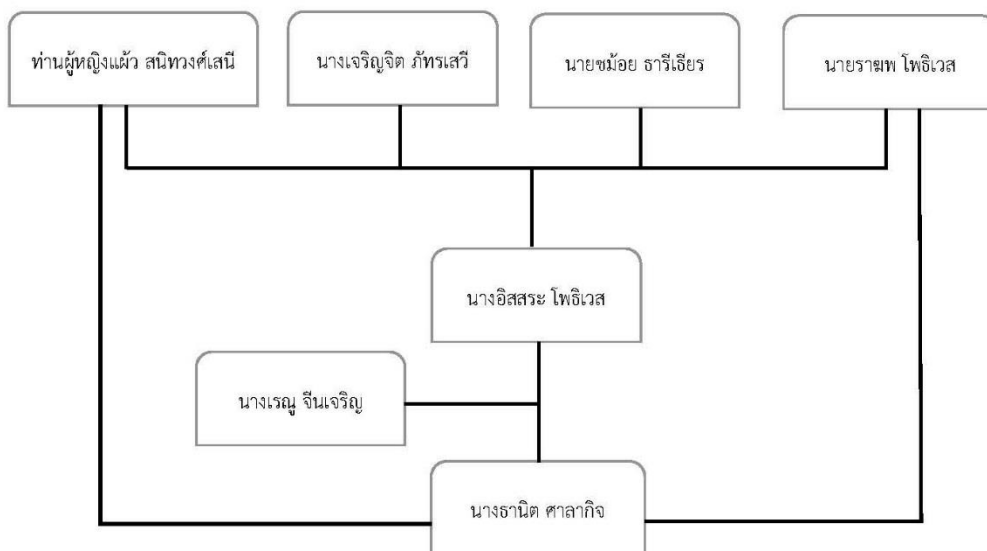 ท่านผู้หญิงแผ้ว สนิทวงศ์เสนี
นางเจริญจิต ภัทรเสวี
นายชม้อย ธารีเธียร
นายราฆพ โพธิเวส
นางอิสสระ โพธิเวส
นางเรณู จีนเจริญ
นางธานิต ศาลากิจ